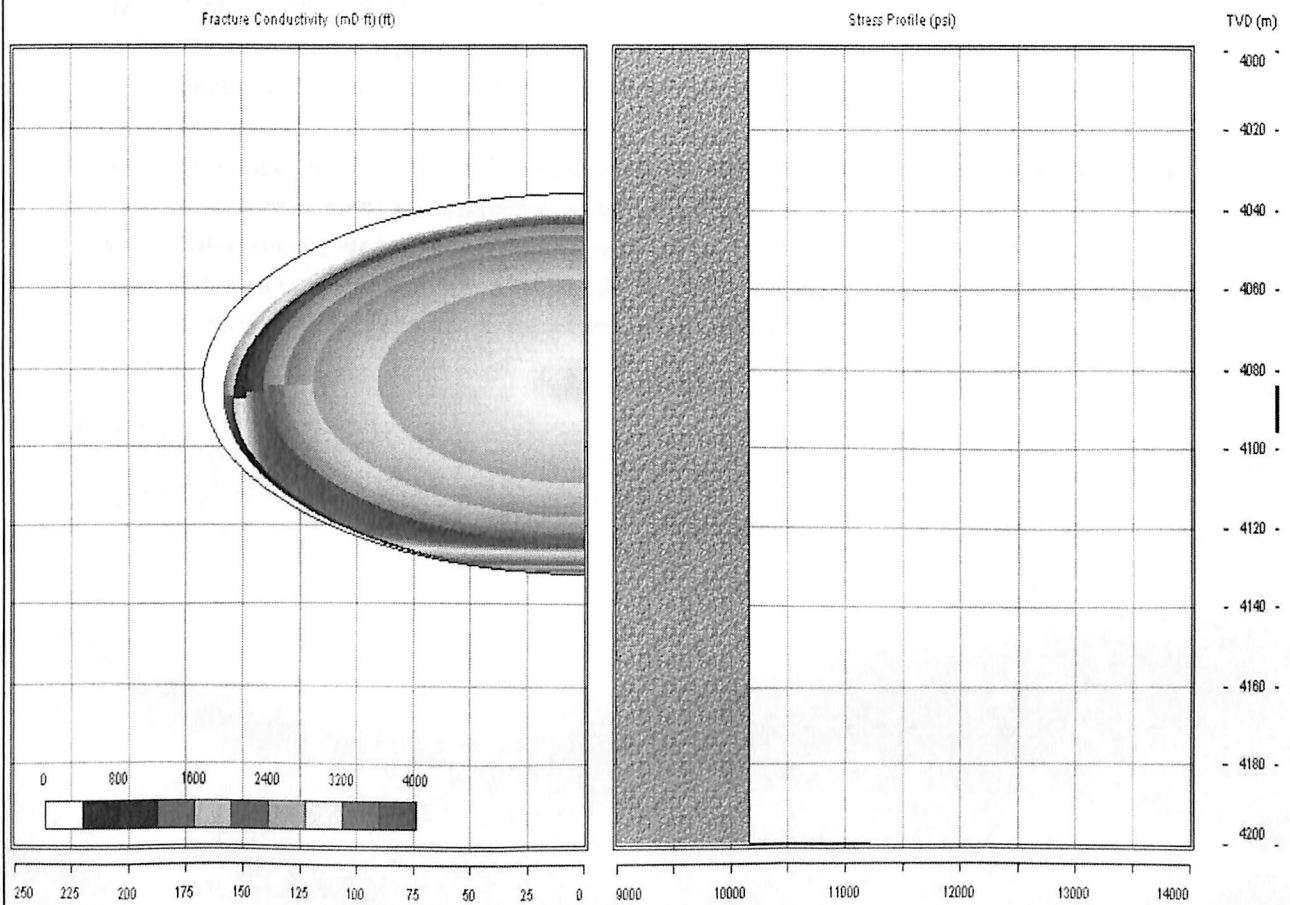 Fracture Conductivity (mD·ft)(ft)
Stress Profile (psi)
TVD (m)
- 4000 -
- 4020 -
- 4040 -
- 4060 -
- 4080 -
- 4100 -
- 4120 -
- 4140 -
- 4160 -
- 4180 -
- 4200 -
0 800 1600 2400 3200 4000
250 225 200 175 150 125 100 75 50 25 0
9000 10000 11000 12000 13000 14000